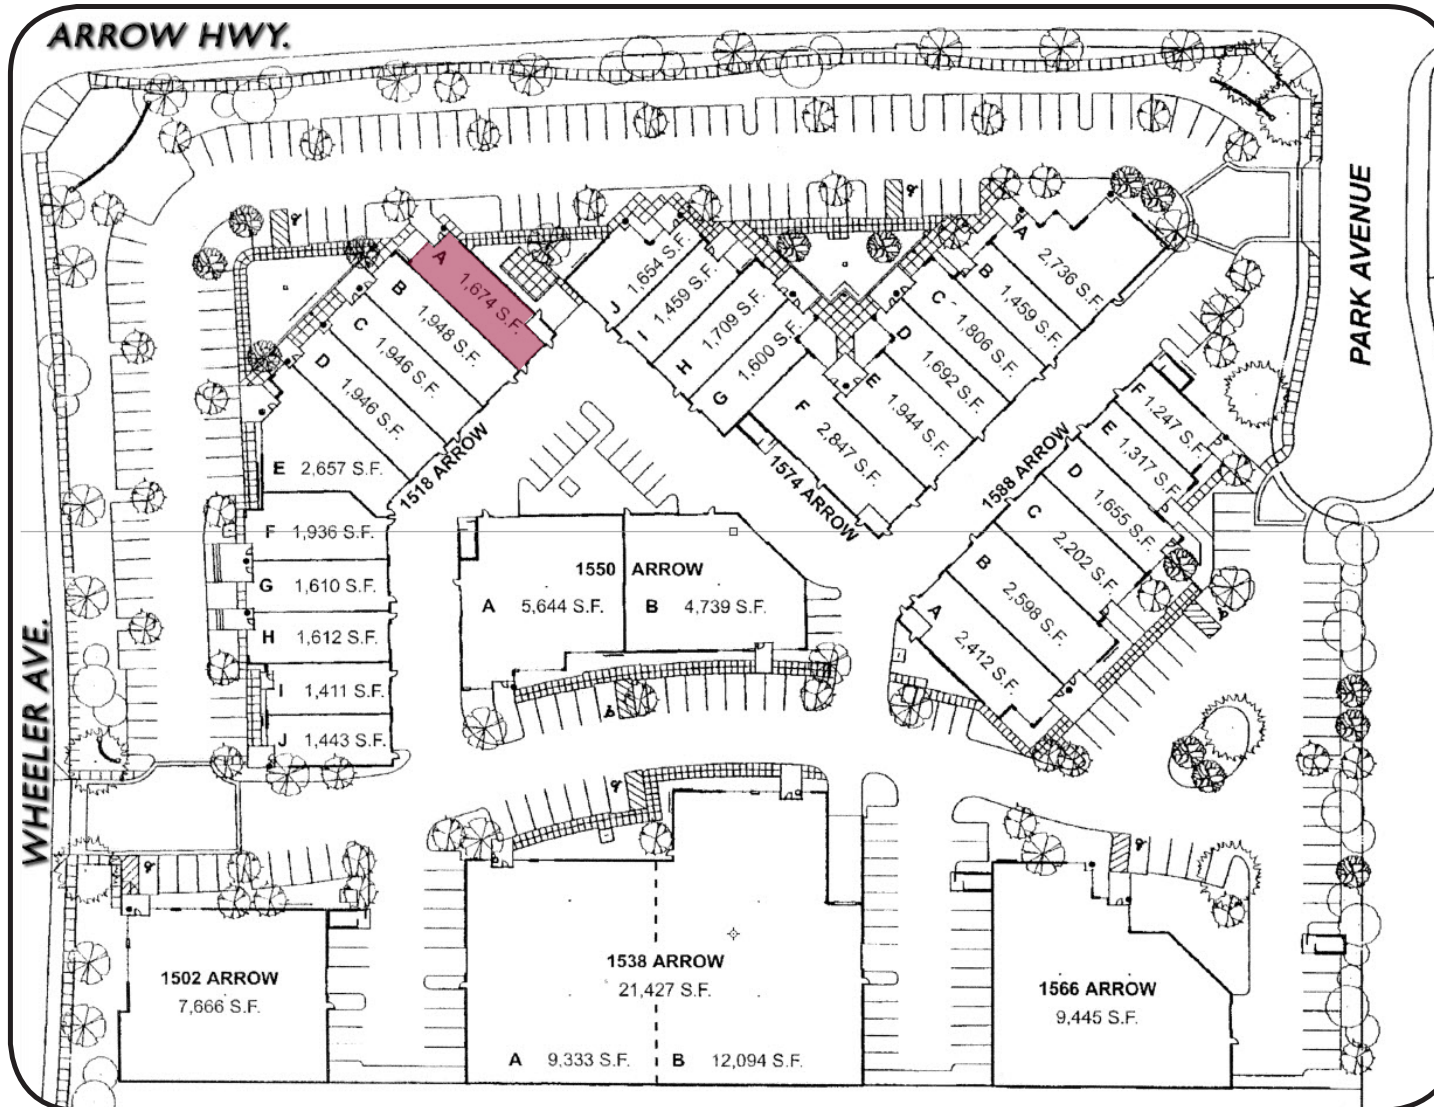 ARROW HWY.
PARK AVENUE
WHEELER AVE.
A 1,674 S.F.
B 1,948 S.F.
C 1,946 S.F.
D 1,946 S.F.
E 2,657 S.F.
F 1,936 S.F.
G 1,610 S.F.
H 1,612 S.F.
I 1,411 S.F.
J 1,443 S.F.
1518 ARROW
J 1,654 S.F.
I 1,459 S.F.
H 1,709 S.F.
G 1,600 S.F.
F 2,847 S.F.
E 1.944 S.F.
D 1,692 S.F.
C 1,806 S.F.
B 1,459 S.F.
A 2,736 S.F.
1574 ARROW
F 1.247 S.F.
E 1,317 S.F.
D 1,655 S.F.
C 2,202 S.F.
B 2,598 S.F.
A 2,412 S.F.
1588 ARROW
1550 ARROW
A 5,644 S.F. B 4,739 S.F.
1502 ARROW
7,666 S.F.
1538 ARROW
21,427 S.F.
A 9,333 S.F. B 12,094 S.F.
1566 ARROW
9,445 S.F.